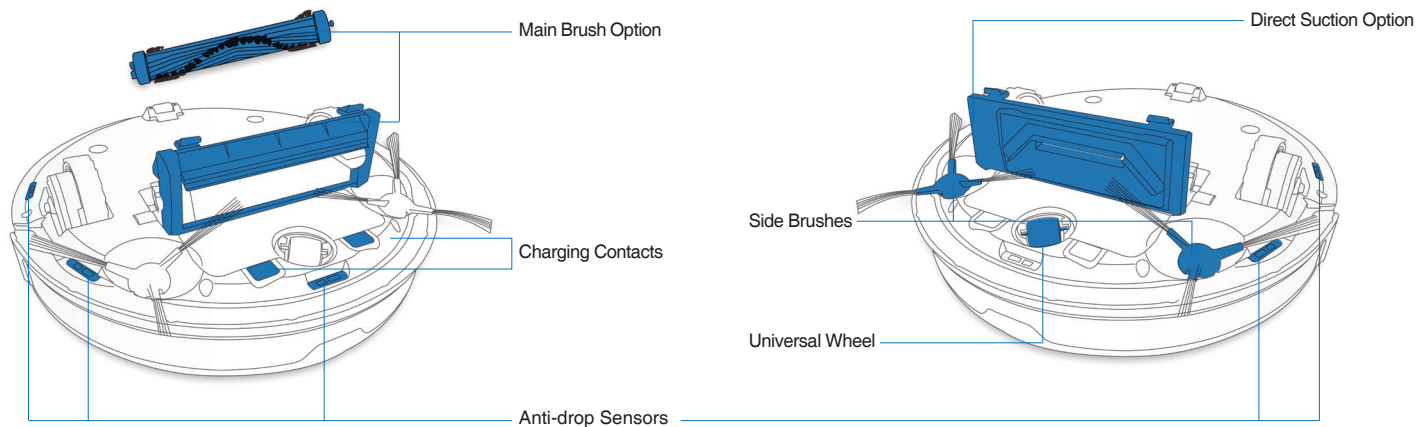 Main Brush Option
Direct Suction Option
Side Brushes
Charging Contacts
Universal Wheel
Anti-drop Sensors